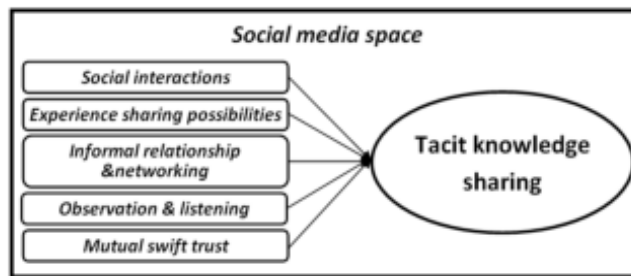 Social media space
Social interactions
Experience sharing possibilities
Informal relationship
&networking
Observation & listening
Mutual swift trust
Tacit knowledge
sharing